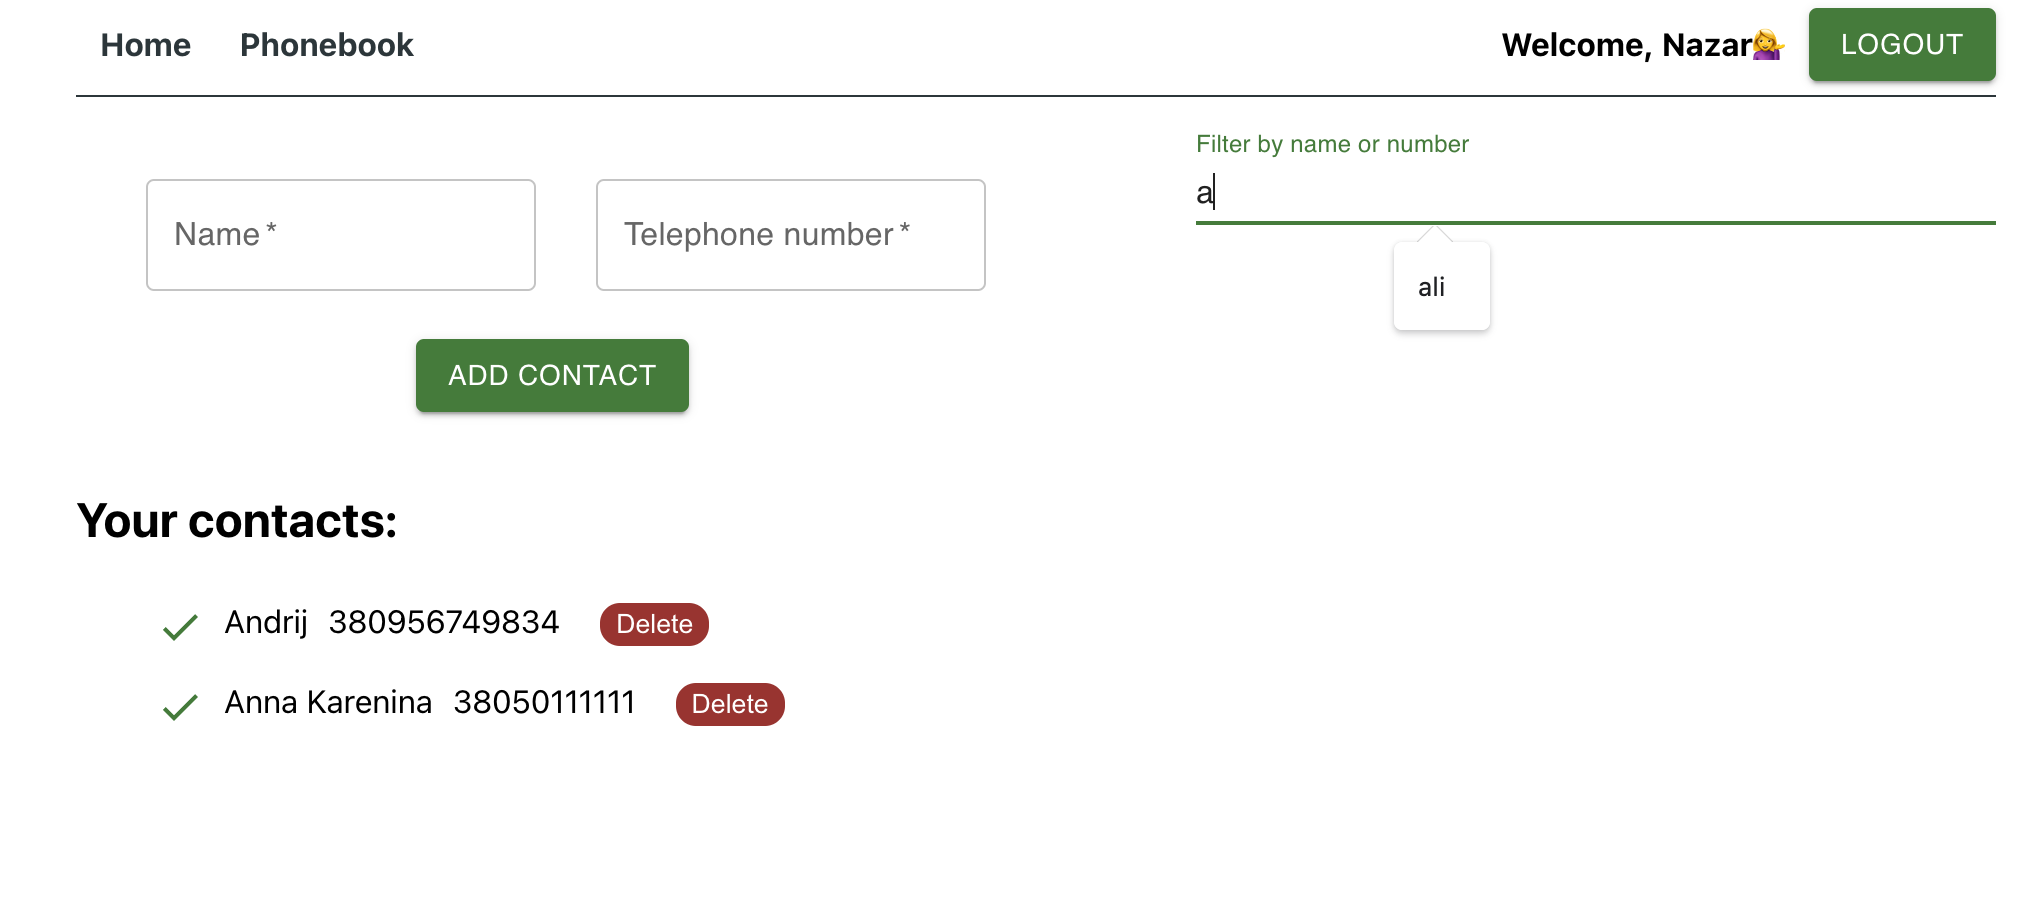 Home Phonebook Welcome, Nazar💁‍♀️ LOGOUT
Filter by name or number
a
Name *
Telephone number *
ali
ADD CONTACT
Your contacts:
Andrij 380956749834 Delete
Anna Karenina 38050111111 Delete